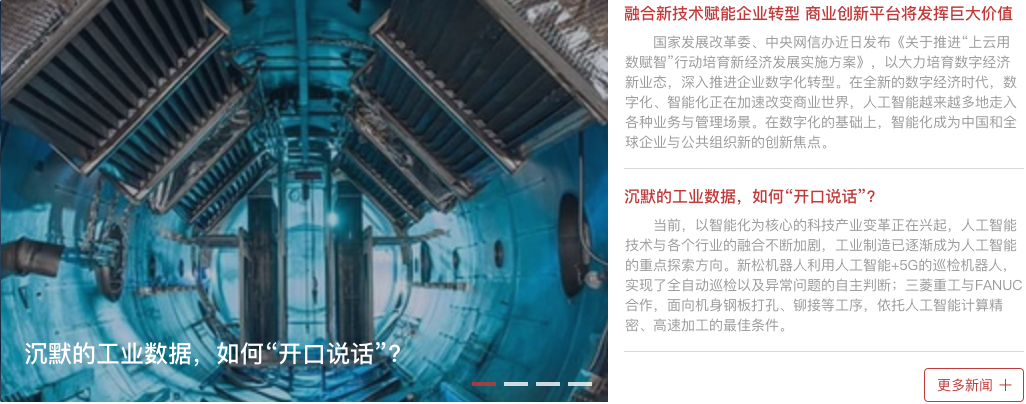 沉默的工业数据，如何“开口说话”？
融合新技术赋能企业转型 商业创新平台将发挥巨大价值
国家发展改革委、中央网信办近日发布《关于推进“上云用
数赋智”行动培育新经济发展实施方案》，以大力培育数字经济
新业态，深入推进企业数字化转型。在全新的数字经济时代，数
字化、智能化正在加速改变商业世界，人工智能越来越多地走入
各种业务与管理场景。在数字化的基础上，智能化成为中国和全
球企业与公共组织新的创新焦点。
沉默的工业数据，如何“开口说话”？
当前，以智能化为核心的科技产业变革正在兴起，人工智能
技术与各个行业的融合不断加剧，工业制造已逐渐成为人工智能
的重点探索方向。新松机器人利用人工智能+5G的巡检机器人，
实现了全自动巡检以及异常问题的自主判断；三菱重工与FANUC
合作，面向机身钢板打孔、铆接等工序，依托人工智能计算精
密、高速加工的最佳条件。
更多新闻 +